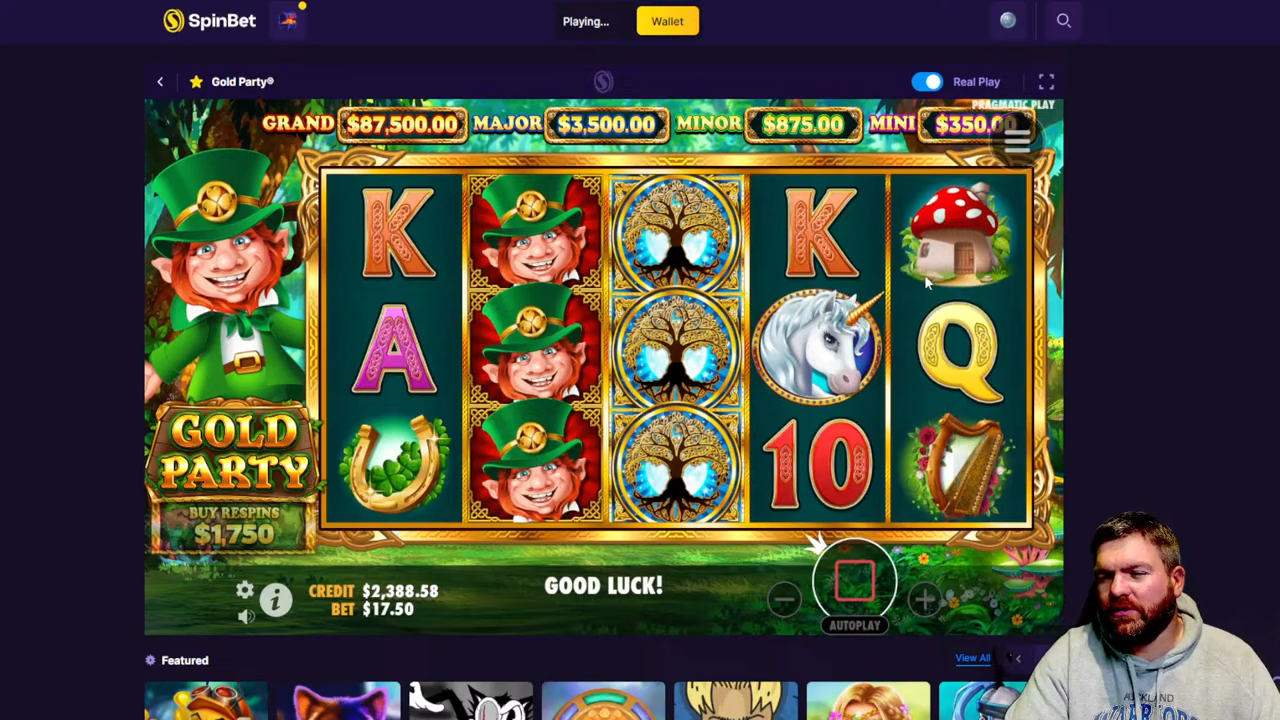 SpinBet
Playing...
Wallet
Gold Party®
Real Play
PRAGMATIC PLAY
GRAND $87,500.00 MAJOR $3,500.00 MINOR $875.00 MINI $350.00
K
K
A
Q
10
GOLD
PARTY
BUY RESPINS
$1,750
CREDIT $2,388.58
BET $17.50
GOOD LUCK!
AUTOPLAY
Featured
View All
AUCKLAND